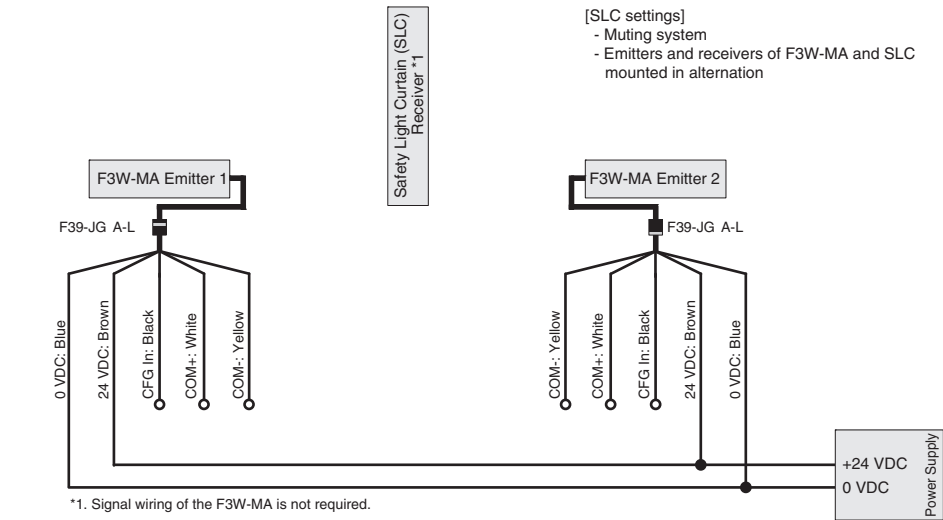 Safety Light Curtain (SLC)
Receiver *1
[SLC settings]
- Muting system
- Emitters and receivers of F3W-MA and SLC
mounted in alternation
F3W-MA Emitter 1
F3W-MA Emitter 2
F39-JG A-L
F39-JG A-L
0 VDC: Blue
24 VDC: Brown
CFG In: Black
COM+: White
COM-: Yellow
COM-: Yellow
COM+: White
CFG In: Black
24 VDC: Brown
0 VDC: Blue
+24 VDC
0 VDC
Power Supply
*1. Signal wiring of the F3W-MA is not required.